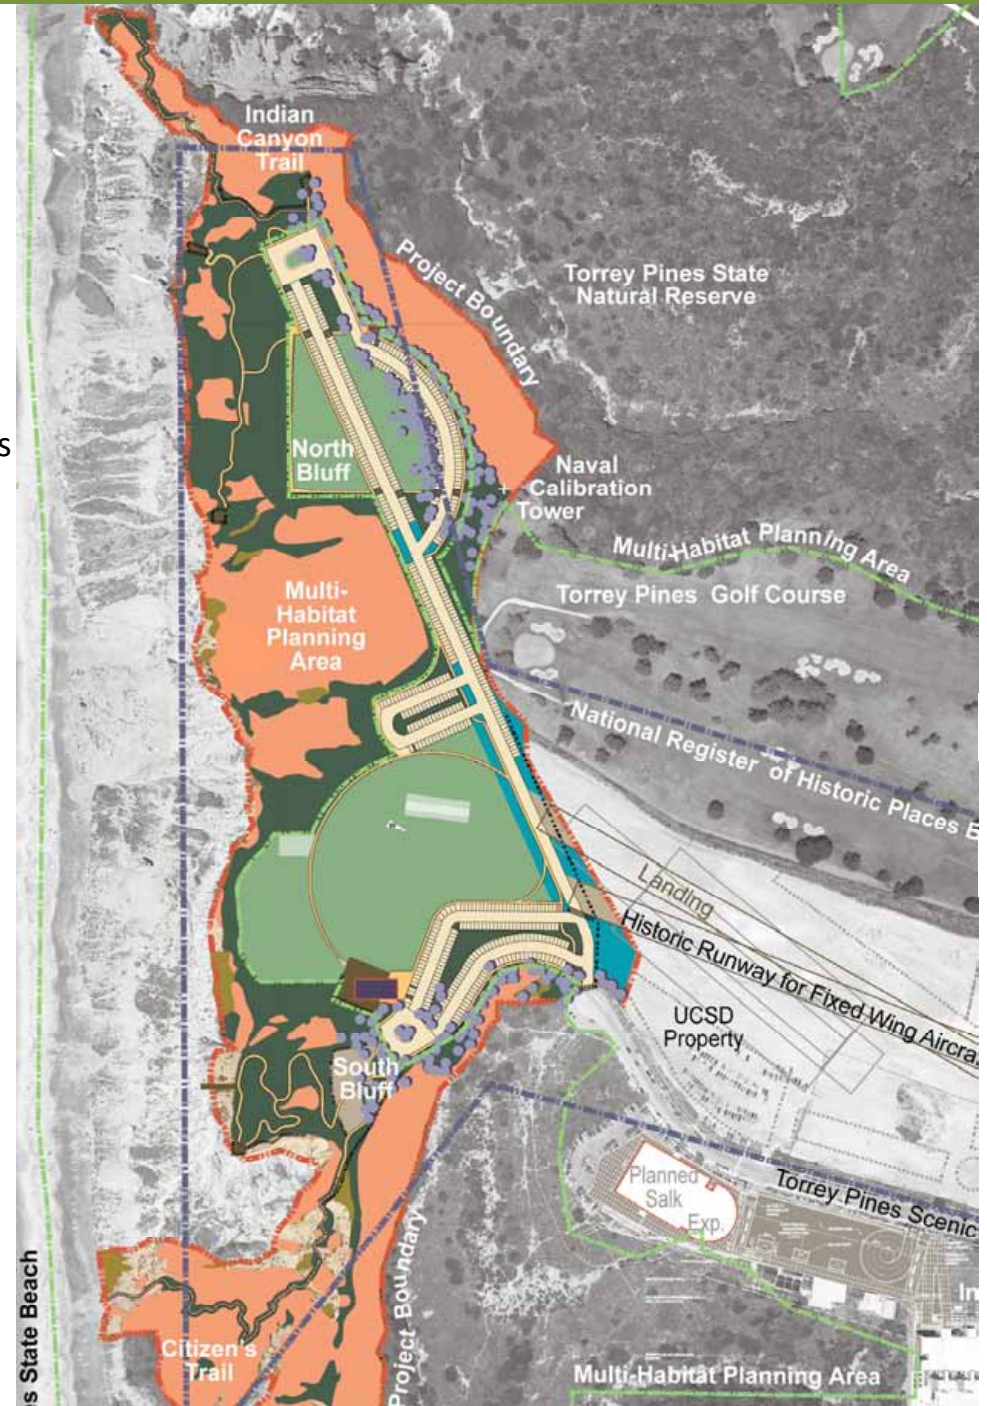 Indian
Canyon
Trail
Project Boundary
Torrey Pines State
Natural Reserve
s
North
Bluff
Naval
Calibration
Tower
Multi-Habitat Planning Area
Torrey Pines Golf Course
Multi-
Habitat
Planning
Area
National Register of Historic Places B
Landing
Historic Runway for Fixed Wing Aircra
UCSD
Property
South
Bluff
Planned
Salk
Exp.
Torrey Pines Scenic
In
s State Beach
Project Boundary
Citizen's
Trail
Multi-Habitat Planning Area